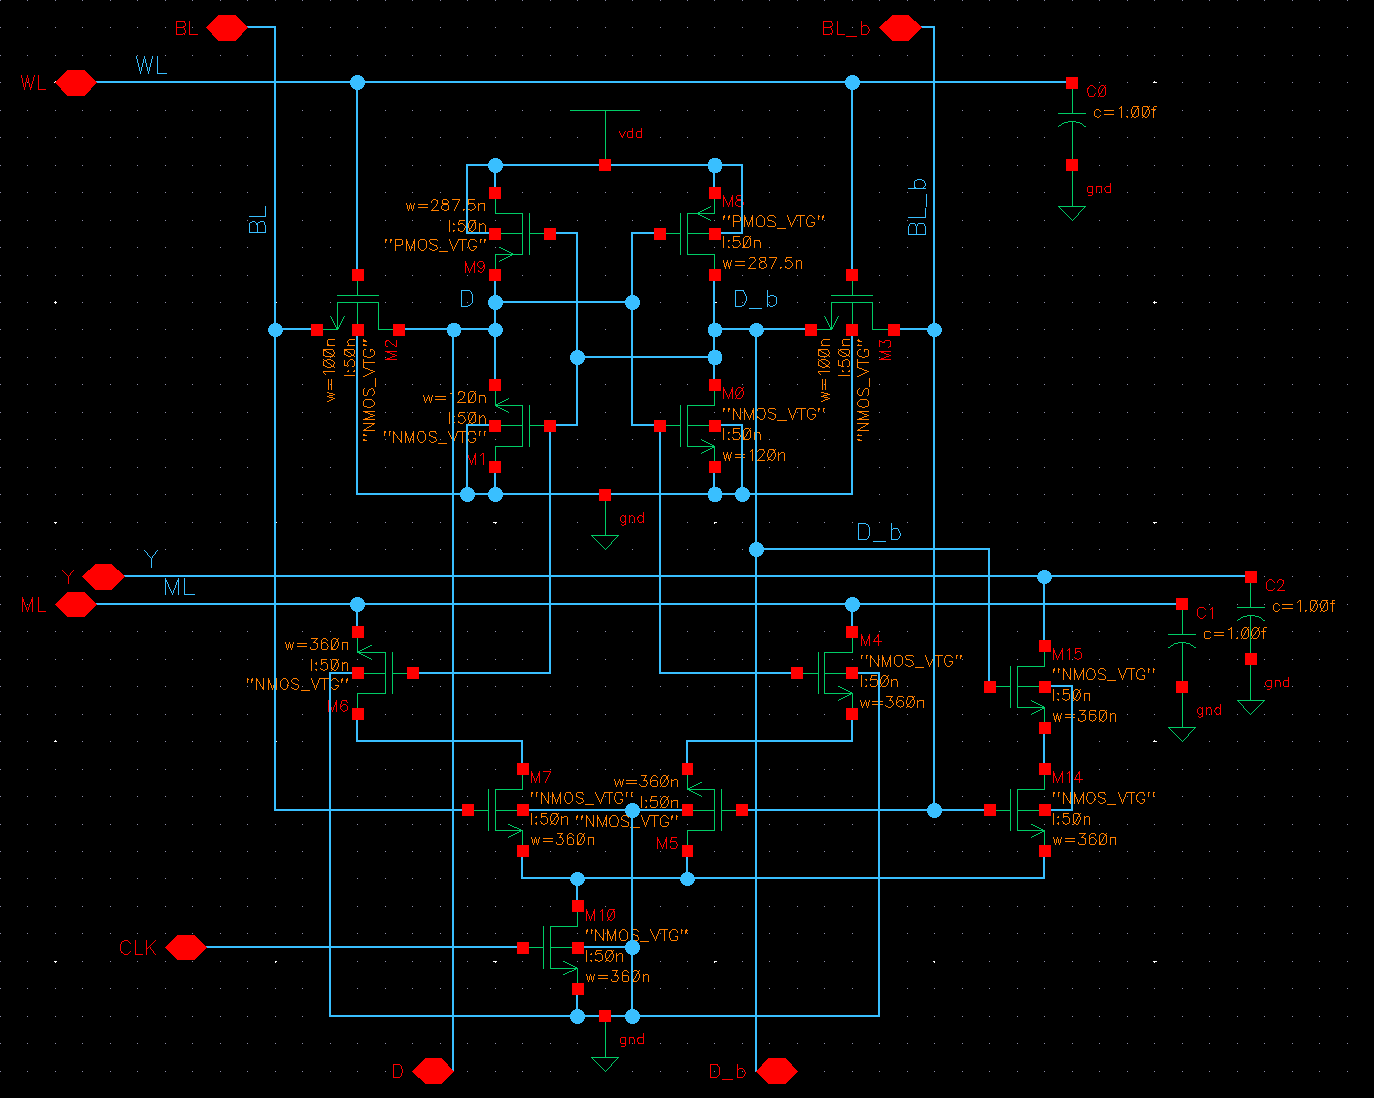 BL
BL_b
WL
WL
C0
c=1.00f
vdd
gnd
BL
BL_b
w=287.5n
l:50n
"PMOS_VTG"
M9
M8
"PMOS_VTG"
l:50n
w=287.5n
D
D_b
w=100n
l:50n
"NMOS_VTG"
M2
w=100n
l:50n
"NMOS_VTG"
M3
w=120n
l:50n
"NMOS_VTG"
M1
M0
"NMOS_VTG"
l:50n
w=120n
gnd
D_b
Y
Y
ML
ML
C2
c=1.00f
gnd
C1
c=1.00f
gnd
w=360n
l:50n
"NMOS_VTG"
M6
M4
"NMOS_VTG"
l:50n
w=360n
M15
"NMOS_VTG"
l:50n
w=360n
M7
"NMOS_VTG"
l:50n
w=360n
w=360n
l:50n
"NMOS_VTG"
M5
M14
"NMOS_VTG"
l:50n
w=360n
M10
"NMOS_VTG"
l:50n
w=360n
CLK
gnd
D
D_b